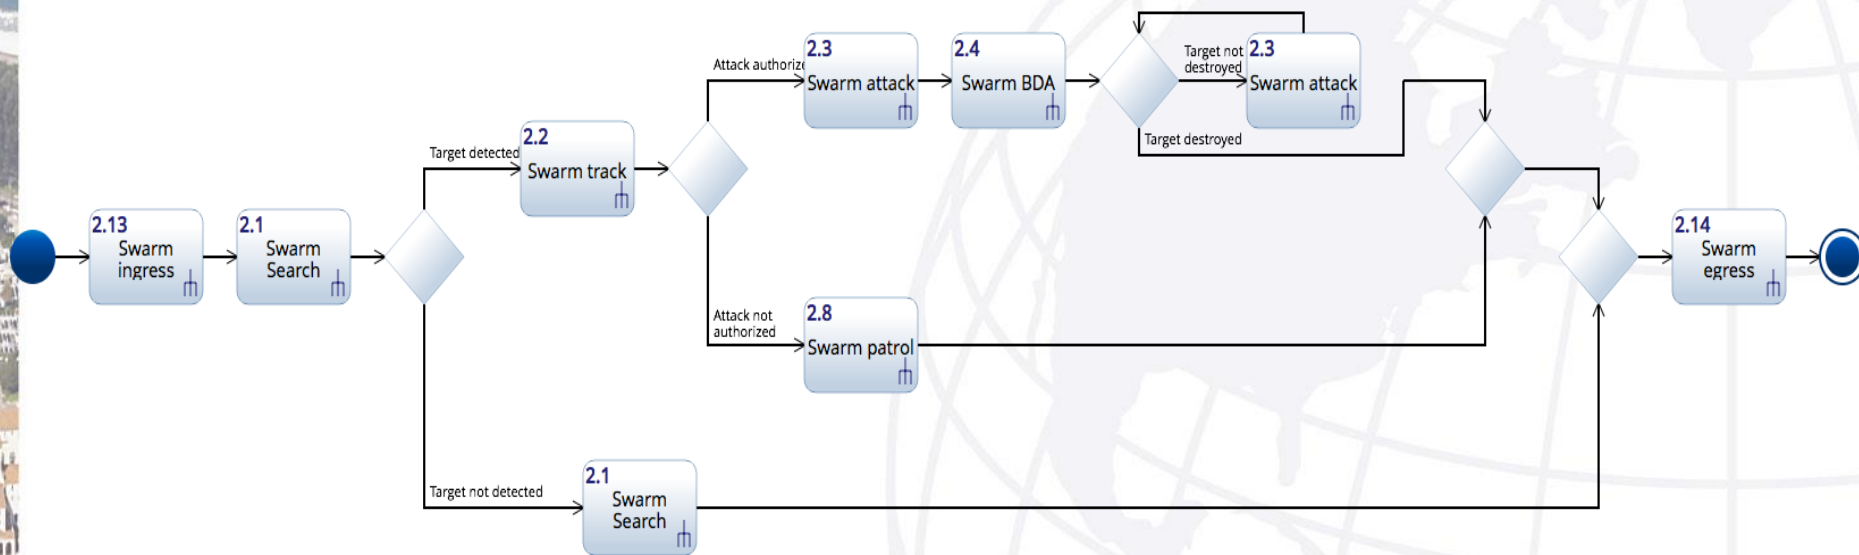 2.13
Swarm
ingress
2.1
Swarm
Search
Target detected
2.2
Swarm track
Attack authorize
2.3
Swarm attack
2.4
Swarm BDA
Target not
destroyed
2.3
Swarm attack
Target destroyed
Attack not
authorized
2.8
Swarm patrol
Target not detected
2.1
Swarm
Search
2.14
Swarm
egress